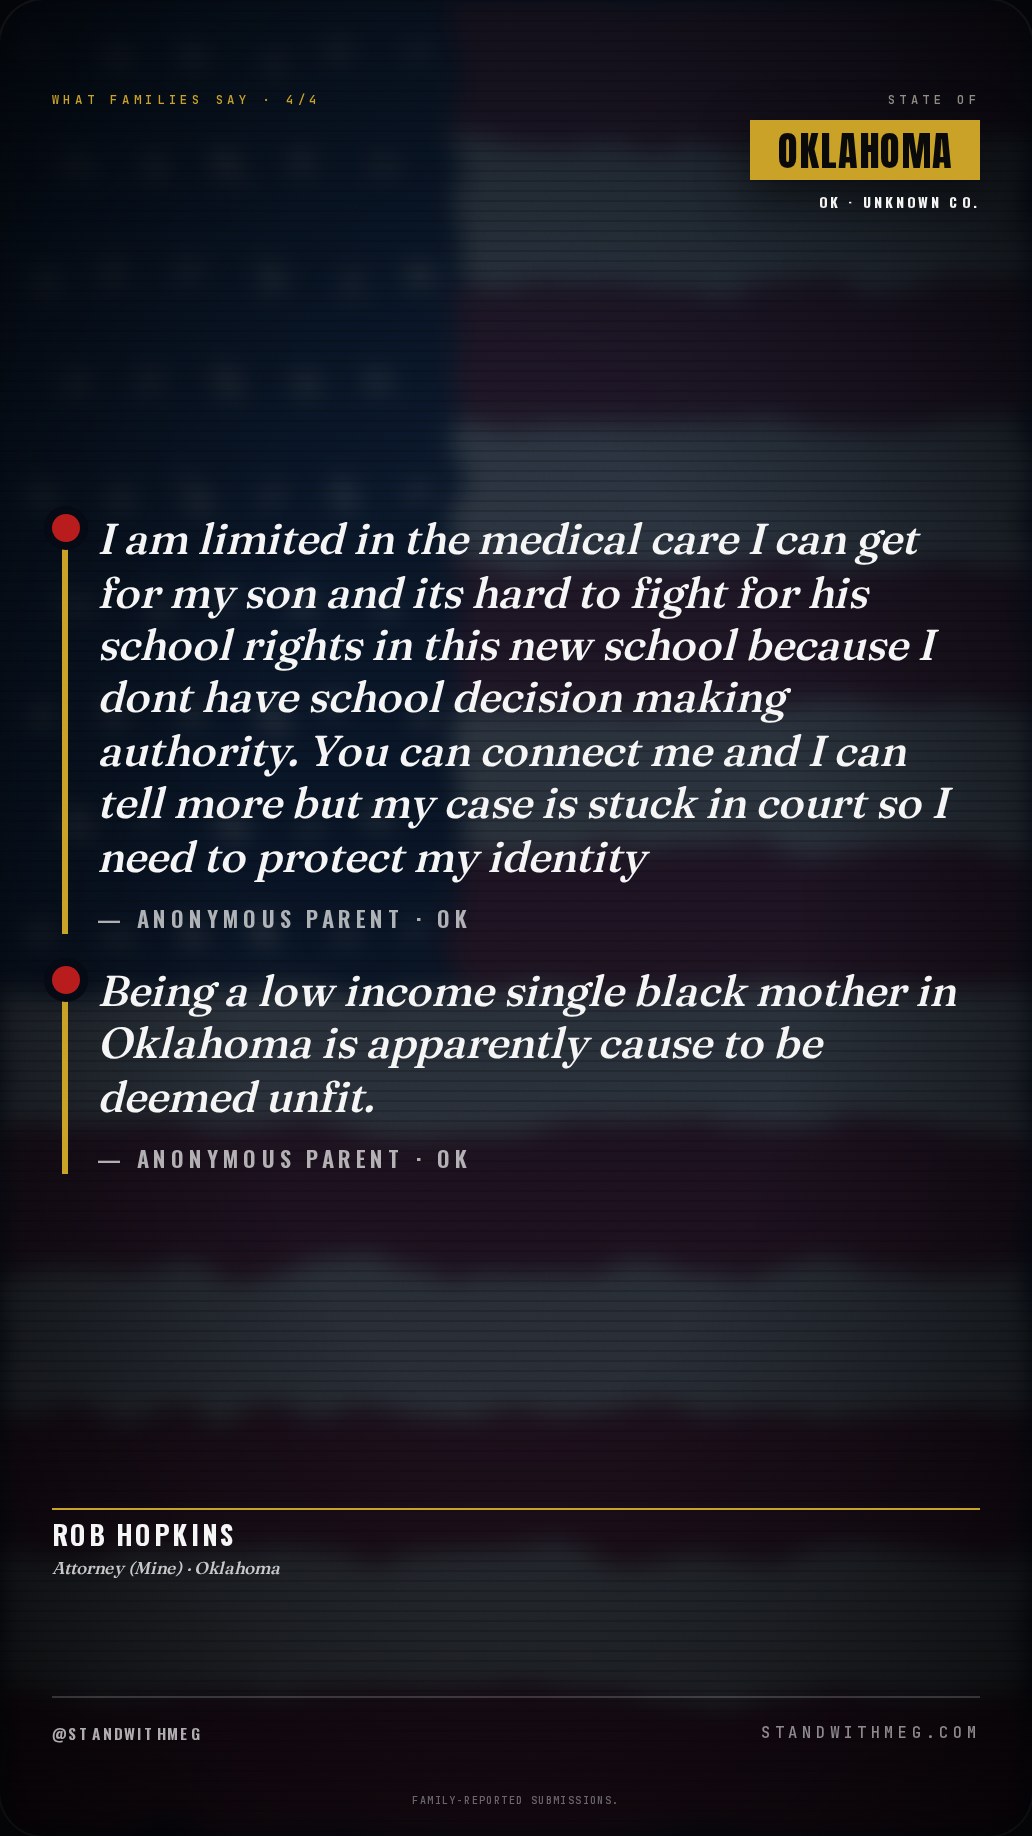 WHAT FAMILIES SAY · 4/4
STATE OF
OKLAHOMA
OK · UNKNOWN CO.
I am limited in the medical care I can get
for my son and its hard to fight for his
school rights in this new school because I
dont have school decision making
authority. You can connect me and I can
tell more but my case is stuck in court so I
need to protect my identity
— ANONYMOUS PARENT · OK
Being a low income single black mother in
Oklahoma is apparently cause to be
deemed unfit.
— ANONYMOUS PARENT · OK
ROB HOPKINS
Attorney (Mine) · Oklahoma
@STANDWITHMEG
STANDWITHMEG.COM
FAMILY-REPORTED SUBMISSIONS.